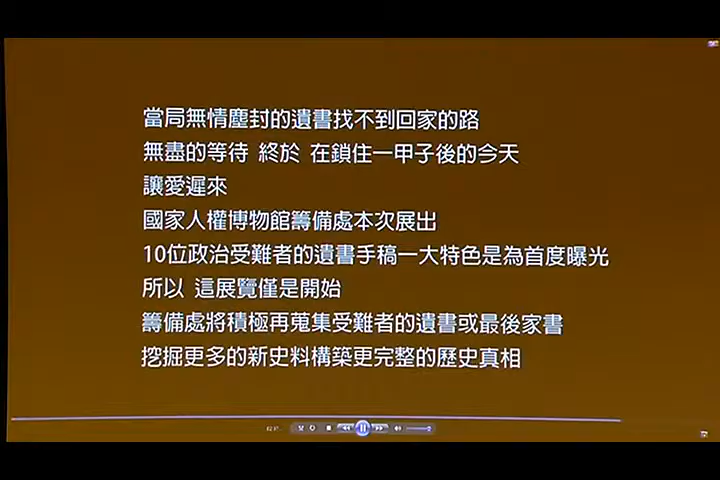 當局無情塵封的遺書找不到回家的路
無盡的等待 終於 在鎖住一甲子後的今天
讓愛遲來
國家人權博物館籌備處本次展出
10位政治受難者的遺書手稿一大特色是為首度曝光
所以 這展覽僅是開始
籌備處將積極再蒐集受難者的遺書或最後家書
挖掘更多的新史料構築更完整的歷史真相